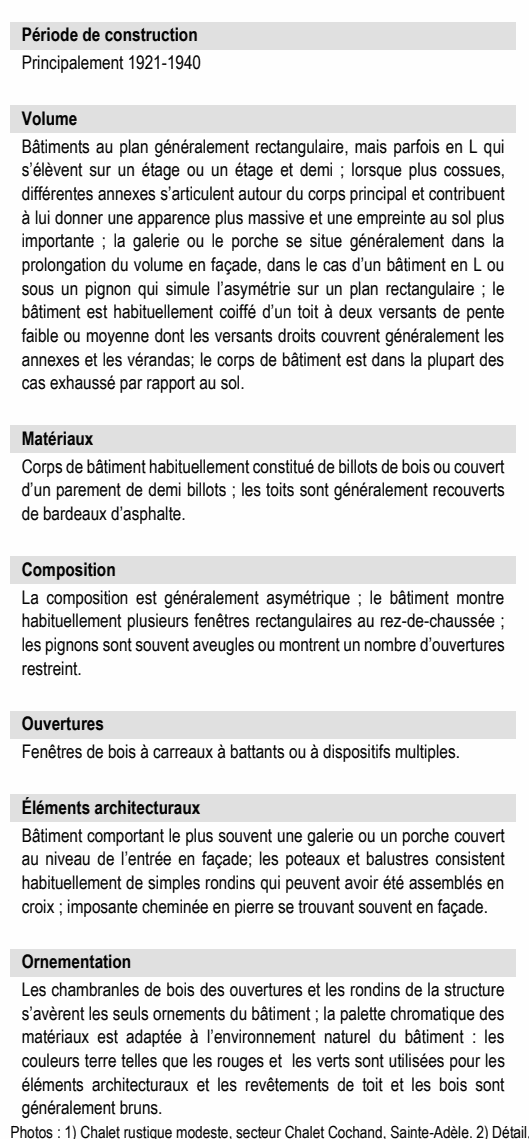 Période de construction
Principalement 1921-1940
Volume
Bâtiments au plan généralement rectangulaire, mais parfois en L qui
s’élèvent sur un étage ou un étage et demi ; lorsque plus cossues,
différentes annexes s’articulent autour du corps principal et contribuent
à lui donner une apparence plus massive et une empreinte au sol plus
importante ; la galerie ou le porche se situe généralement dans la
prolongation du volume en façade, dans le cas d’un bâtiment en L ou
sous un pignon qui simule l’asymétrie sur un plan rectangulaire ; le
bâtiment est habituellement coiffé d’un toit à deux versants de pente
faible ou moyenne dont les versants droits couvrent généralement les
annexes et les vérandas; le corps de bâtiment est dans la plupart des
cas exhaussé par rapport au sol.
Matériaux
Corps de bâtiment habituellement constitué de billots de bois ou couvert
d’un parement de demi billots ; les toits sont généralement recouverts
de bardeaux d’asphalte.
Composition
La composition est généralement asymétrique ; le bâtiment montre
habituellement plusieurs fenêtres rectangulaires au rez-de-chaussée ;
les pignons sont souvent aveugles ou montrent un nombre d’ouvertures
restreint.
Ouvertures
Fenêtres de bois à carreaux à battants ou à dispositifs multiples.
Éléments architecturaux
Bâtiment comportant le plus souvent une galerie ou un porche couvert
au niveau de l’entrée en façade; les poteaux et balustres consistent
habituellement de simples rondins qui peuvent avoir été assemblés en
croix ; imposante cheminée en pierre se trouvant souvent en façade.
Ornementation
Les chambranles de bois des ouvertures et les rondins de la structure
s’avèrent les seuls ornements du bâtiment ; la palette chromatique des
matériaux est adaptée à l’environnement naturel du bâtiment : les
couleurs terre telles que les rouges et les verts sont utilisées pour les
éléments architecturaux et les revêtements de toit et les bois sont
généralement bruns.
Photos : 1) Chalet rustique modeste, secteur Chalet Cochand, Sainte-Adèle. 2) Détail,